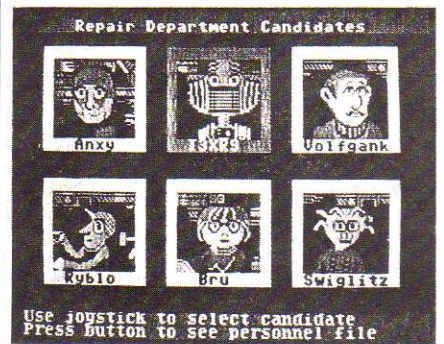 Repair Department Candidates
Anxy
Volfgank
Kyblo
Bru
Swiglitz
Use joystick to select candidate
Press button to see personnel file